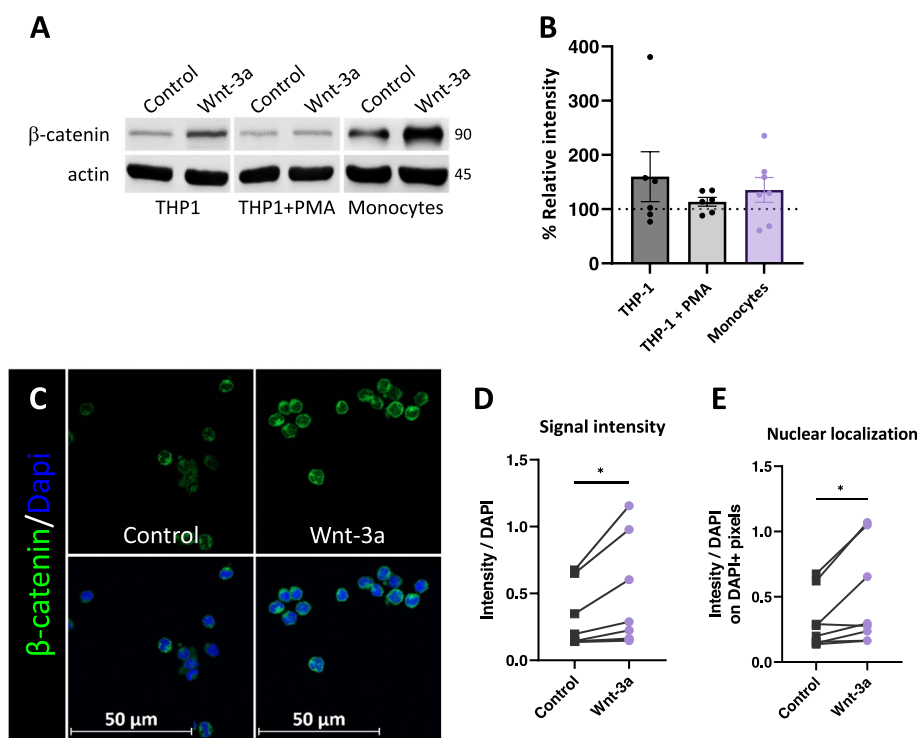 A
Control
Wnt-3a
Control
Wnt-3a
Control
Wnt-3a
β-catenin
90
actin
45
THP1
THP1+PMA
Monocytes
B
% Relative intensity
400
300
200
100
0
THP-1
THP-1 + PMA
Monocytes
C
β-catenin/Dapi
Control
Wnt-3a
50 µm
50 µm
D
Signal intensity
*
Intensity / DAPI
1.5
1.0
0.5
0.0
Control
Wnt-3a
E
Nuclear localization
*
Intesity / DAPI
on DAPI+ pixels
1.5
1.0
0.5
0.0
Control
Wnt-3a